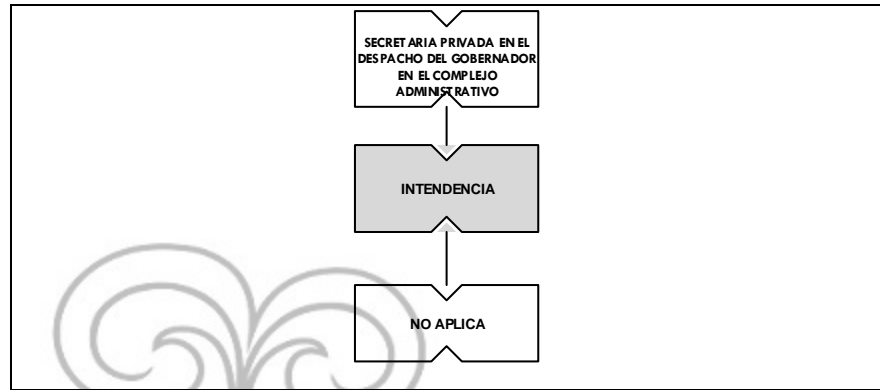 SECRETARIA PRIVADA EN EL
DESPACHO DEL GOBERNADOR
EN EL COMPLEJO
ADMINISTRATIVO
INTENDENCIA
NO APLICA